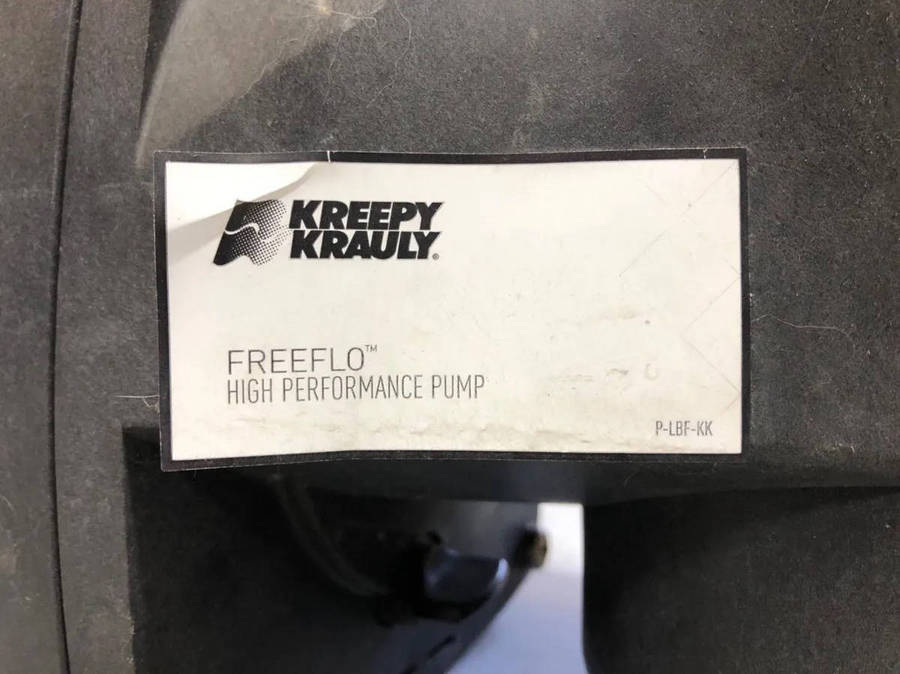 KREEPY
KRAULY®
FREEFLO™
HIGH PERFORMANCE PUMP
P-LBF-KK